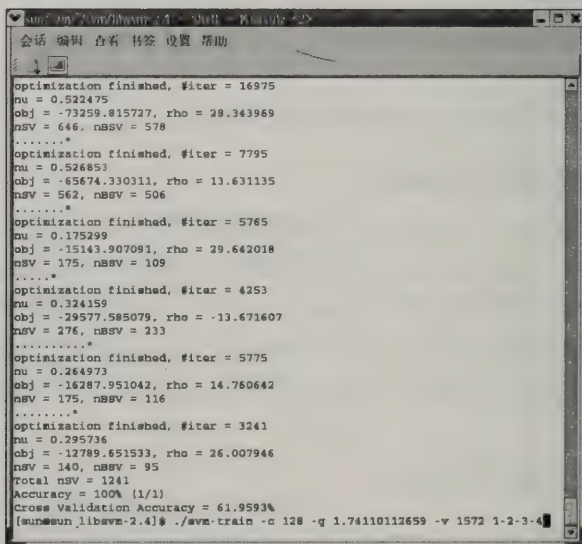 会话 编辑 查看 书签 设置 帮助
optimization finished, #iter = 16975
nu = 0.522475
obj = -73259.815727, rho = 28.343969
nSV = 646, nBSV = 578
.......*
optimization finished, #iter = 7795
nu = 0.526853
obj = -65674.330311, rho = 13.631135
nSV = 562, nBSV = 506
.......*
optimization finished, #iter = 5765
nu = 0.175299
obj = -15143.907091, rho = 29.642018
nSV = 175, nBSV = 109
.....*
optimization finished, #iter = 4253
nu = 0.324159
obj = -29577.585079, rho = -13.671607
nSV = 276, nBSV = 233
..........*
optimization finished, #iter = 5775
nu = 0.264973
obj = -16287.951042, rho = 14.760642
nSV = 175, nBSV = 116
........*
optimization finished, #iter = 3241
nu = 0.295736
obj = -12789.651533, rho = 26.007946
nSV = 140, nBSV = 95
Total nSV = 1241
Accuracy = 100% (1/1)
Cross Validation Accuracy = 61.9593%
[sun@sun libsvm-2.4]$ ./svm-train -c 128 -g 1.74110112659 -v 1572 1-2-3-4